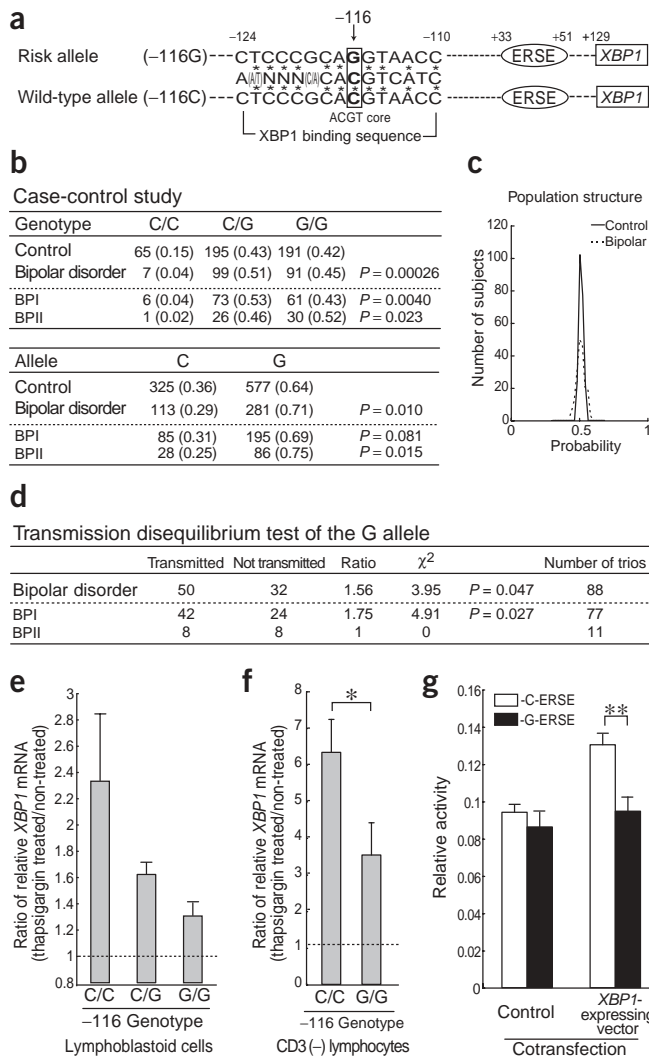 a
−116
−124 −110 +33 +51 +129
Risk allele (−116G) CTCCCGCAGGTAACC ERSE XBP1
A(A/T)NNN(C/A)CACGTCATC
Wild-type allele (−116C) CTCCCGCACGTAACC ERSE XBP1
ACGT core
XBP1 binding sequence
b
Case-control study
Genotype C/C C/G G/G
Control 65 (0.15) 195 (0.43) 191 (0.42)
Bipolar disorder 7 (0.04) 99 (0.51) 91 (0.45) P = 0.00026
BPI 6 (0.04) 73 (0.53) 61 (0.43) P = 0.0040
BPII 1 (0.02) 26 (0.46) 30 (0.52) P = 0.023
Allele C G
Control 325 (0.36) 577 (0.64)
Bipolar disorder 113 (0.29) 281 (0.71) P = 0.010
BPI 85 (0.31) 195 (0.69) P = 0.081
BPII 28 (0.25) 86 (0.75) P = 0.015
c
Population structure
Control
Bipolar
Number of subjects
120
100
80
60
40
20
0
0 0.5 1
Probability
d
Transmission disequilibrium test of the G allele
Transmitted Not transmitted Ratio χ2 Number of trios
Bipolar disorder 50 32 1.56 3.95 P = 0.047 88
BPI 42 24 1.75 4.91 P = 0.027 77
BPII 8 8 1 0 11
e
Ratio of relative XBP1 mRNA
(thapsigargin treated/non-treated)
3
2.8
2.4
2.0
1.6
1.4
1.2
1
0.8
C/C C/G G/G
−116 Genotype
Lymphoblastoid cells
f
Ratio of relative XBP1 mRNA
(thapsigargin treated/non-treated)
8
7
6
4
2
1
0
*
C/C G/G
−116 Genotype
CD3(−) lymphocytes
g
Relative activity
0.16
0.14
0.12
0.1
0.08
0.06
0.04
0.02
0
-C-ERSE
-G-ERSE
**
Control XBP1-
expressing
vector
Cotransfection